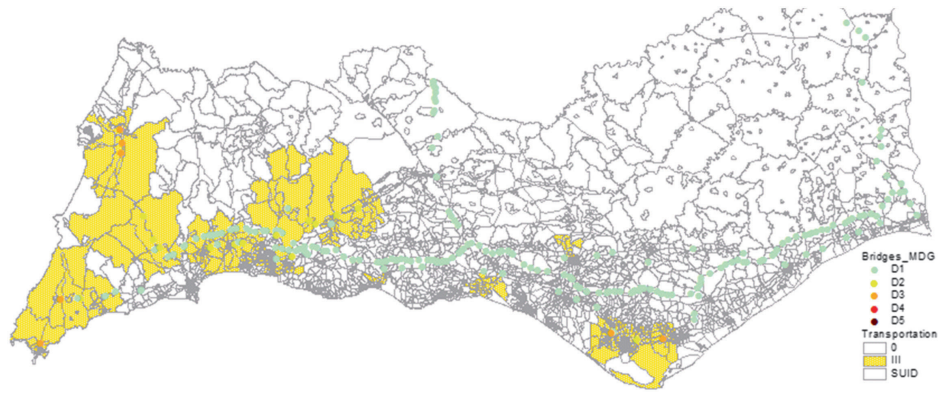 Bridges_MDG
D1
D2
D3
D4
D5
Transportation
0
III
SUID